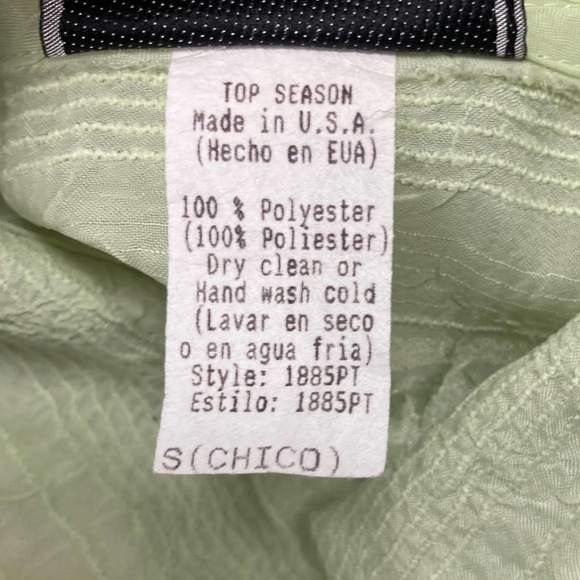 TOP SEASON
Made in U.S.A.
(Hecho en EUA)
100 % Polyester
(100% Poliester)
Dry clean or
Hand wash cold
(Lavar en seco
o en agua fria)
Style: 1885PT
Estilo: 1885PT
S(CHICO)